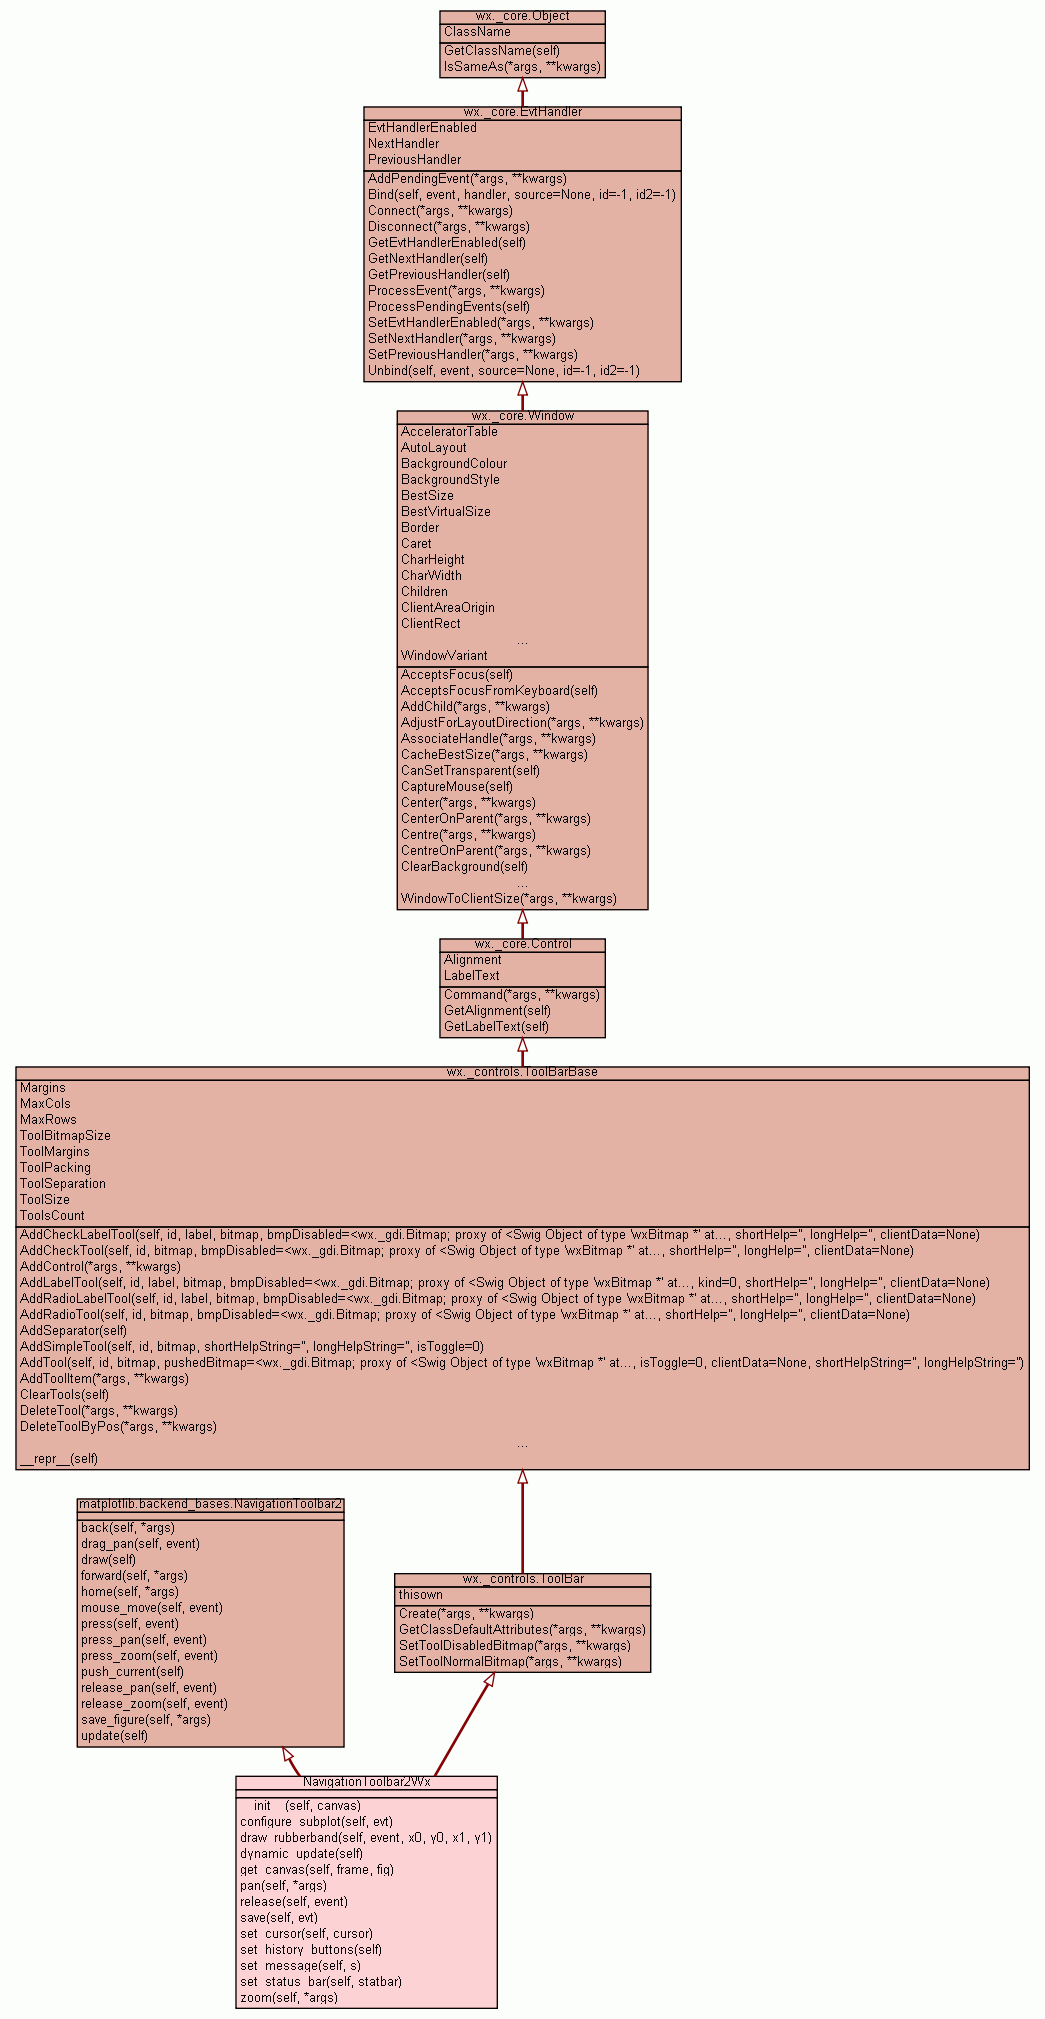 wx._core.Object
ClassName
GetClassName(self)
IsSameAs(*args, **kwargs)
wx._core.EvtHandler
EvtHandlerEnabled
NextHandler
PreviousHandler
AddPendingEvent(*args, **kwargs)
Bind(self, event, handler, source=None, id=-1, id2=-1)
Connect(*args, **kwargs)
Disconnect(*args, **kwargs)
GetEvtHandlerEnabled(self)
GetNextHandler(self)
GetPreviousHandler(self)
ProcessEvent(*args, **kwargs)
ProcessPendingEvents(self)
SetEvtHandlerEnabled(*args, **kwargs)
SetNextHandler(*args, **kwargs)
SetPreviousHandler(*args, **kwargs)
Unbind(self, event, source=None, id=-1, id2=-1)
wx._core.Window
AcceleratorTable
AutoLayout
BackgroundColour
BackgroundStyle
BestSize
BestVirtualSize
Border
Caret
CharHeight
CharWidth
Children
ClientAreaOrigin
ClientRect
...
WindowVariant
AcceptsFocus(self)
AcceptsFocusFromKeyboard(self)
AddChild(*args, **kwargs)
AdjustForLayoutDirection(*args, **kwargs)
AssociateHandle(*args, **kwargs)
CacheBestSize(*args, **kwargs)
CanSetTransparent(self)
CaptureMouse(self)
Center(*args, **kwargs)
CenterOnParent(*args, **kwargs)
Centre(*args, **kwargs)
CentreOnParent(*args, **kwargs)
ClearBackground(self)
...
WindowToClientSize(*args, **kwargs)
wx._core.Control
Alignment
LabelText
Command(*args, **kwargs)
GetAlignment(self)
GetLabelText(self)
wx._controls.ToolBarBase
Margins
MaxCols
MaxRows
ToolBitmapSize
ToolMargins
ToolPacking
ToolSeparation
ToolSize
ToolsCount
AddCheckLabelTool(self, id, label, bitmap, bmpDisabled=<wx._gdi.Bitmap; proxy of <Swig Object of type 'wxBitmap *' at..., shortHelp='', longHelp='', clientData=None)
AddCheckTool(self, id, bitmap, bmpDisabled=<wx._gdi.Bitmap; proxy of <Swig Object of type 'wxBitmap *' at..., shortHelp='', longHelp='', clientData=None)
AddControl(*args, **kwargs)
AddLabelTool(self, id, label, bitmap, bmpDisabled=<wx._gdi.Bitmap; proxy of <Swig Object of type 'wxBitmap *' at..., kind=0, shortHelp='', longHelp='', clientData=None)
AddRadioLabelTool(self, id, label, bitmap, bmpDisabled=<wx._gdi.Bitmap; proxy of <Swig Object of type 'wxBitmap *' at..., shortHelp='', longHelp='', clientData=None)
AddRadioTool(self, id, bitmap, bmpDisabled=<wx._gdi.Bitmap; proxy of <Swig Object of type 'wxBitmap *' at..., shortHelp='', longHelp='', clientData=None)
AddSeparator(self)
AddSimpleTool(self, id, bitmap, shortHelpString='', longHelpString='', isToggle=0)
AddTool(self, id, bitmap, pushedBitmap=<wx._gdi.Bitmap; proxy of <Swig Object of type 'wxBitmap *' at..., isToggle=0, clientData=None, shortHelpString='', longHelpString='')
AddToolItem(*args, **kwargs)
ClearTools(self)
DeleteTool(*args, **kwargs)
DeleteToolByPos(*args, **kwargs)
...
__repr__(self)
matplotlib.backend_bases.NavigationToolbar2
back(self, *args)
drag_pan(self, event)
draw(self)
forward(self, *args)
home(self, *args)
mouse_move(self, event)
press(self, event)
press_pan(self, event)
press_zoom(self, event)
push_current(self)
release_pan(self, event)
release_zoom(self, event)
save_figure(self, *args)
update(self)
wx._controls.ToolBar
thisown
Create(*args, **kwargs)
GetClassDefaultAttributes(*args, **kwargs)
SetToolDisabledBitmap(*args, **kwargs)
SetToolNormalBitmap(*args, **kwargs)
NavigationToolbar2Wx
__init__(self, canvas)
configure_subplot(self, evt)
draw_rubberband(self, event, x0, y0, x1, y1)
dynamic_update(self)
get_canvas(self, frame, fig)
pan(self, *args)
release(self, event)
save(self, evt)
set_cursor(self, cursor)
set_history_buttons(self)
set_message(self, s)
set_status_bar(self, statbar)
zoom(self, *args)